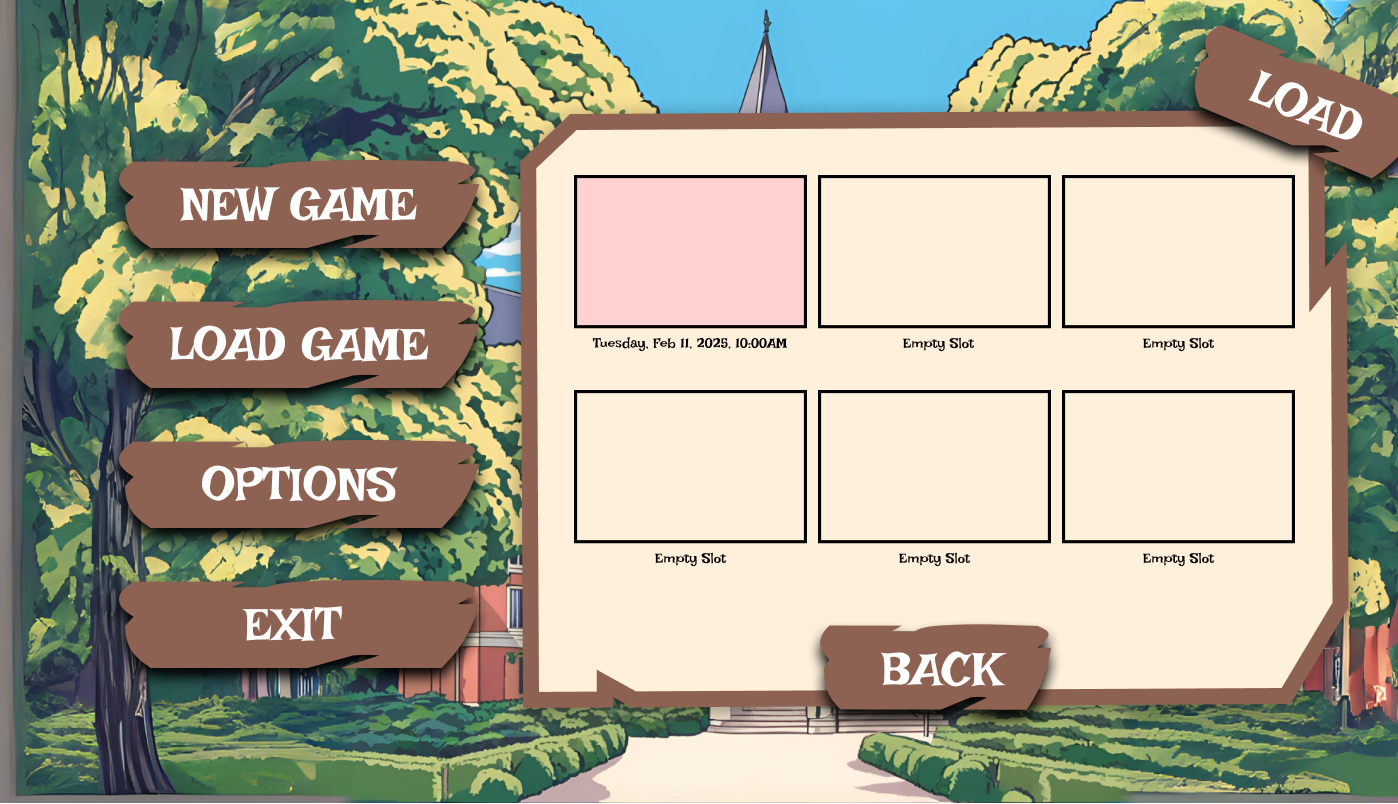 LOAD
NEW GAME
LOAD GAME
OPTIONS
EXIT
Tuesday, Feb 11, 2025, 10:00AM
Empty Slot
Empty Slot
Empty Slot
Empty Slot
Empty Slot
BACK